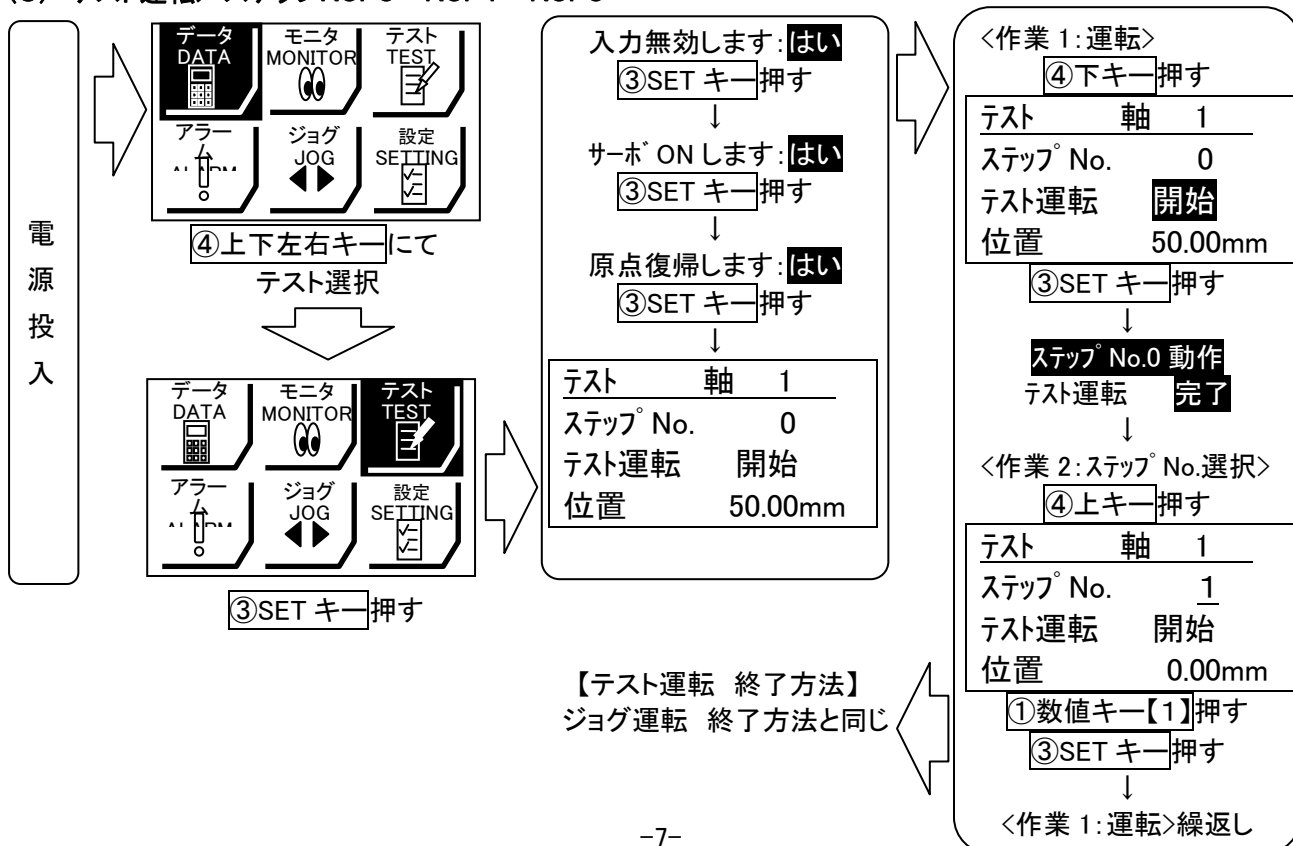 電
源
投
入
データ
DATA
モニタ
MONITOR
テスト
TEST
アラー
ム
ジョグ
JOG
設定
SETTING
④上下左右キーにて
テスト選択
データ
DATA
モニタ
MONITOR
テスト
TEST
アラー
ム
ジョグ
JOG
設定
SETTING
③SET キー押す
入力無効します:はい
③SET キー押す
↓
サーボ ON します:はい
③SET キー押す
↓
原点復帰します:はい
③SET キー押す
↓
テスト 軸 1
ステップ No. 0
テスト運転 開始
位置 50.00mm
<作業 1:運転>
④下キー押す
テスト 軸 1
ステップ No. 0
テスト運転 開始
位置 50.00mm
③SET キー押す
↓
ステップ No.0 動作
テスト運転 完了
↓
<作業 2:ステップ No.選択>
④上キー押す
テスト 軸 1
ステップ No. 1
テスト運転 開始
位置 0.00mm
①数値キー【1】押す
③SET キー押す
↓
<作業 1:運転>繰返し
【テスト運転 終了方法】
ジョグ運転 終了方法と同じ
-7-